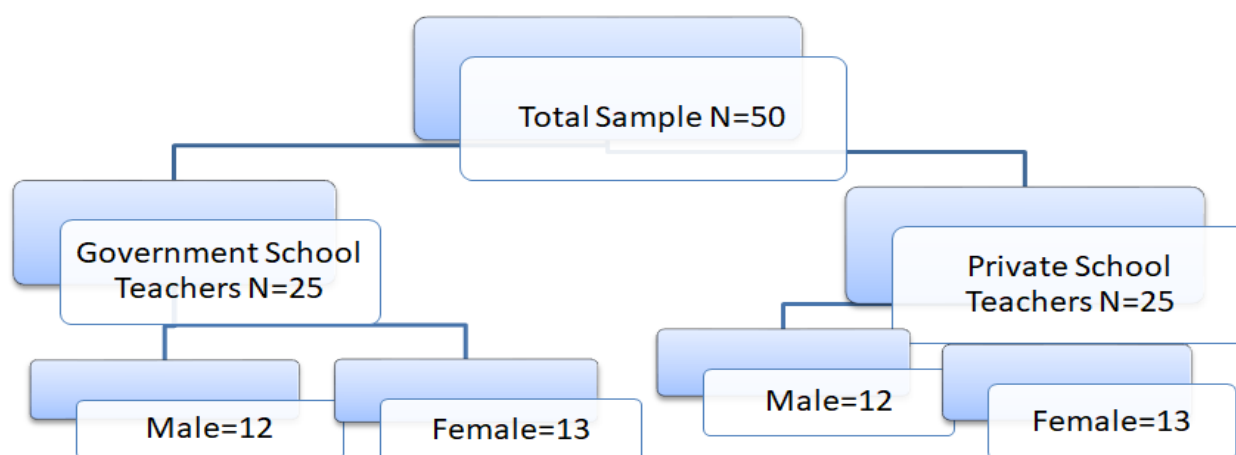 Total Sample N=50
Government School
Teachers N=25
Private School
Teachers N=25
Male=12
Female=13
Male=12
Female=13